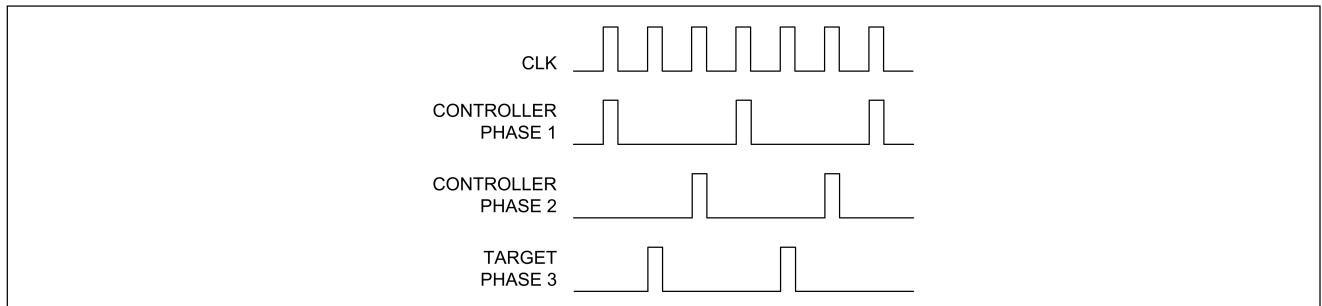 CLK
CONTROLLER
PHASE 1
CONTROLLER
PHASE 2
TARGET
PHASE 3